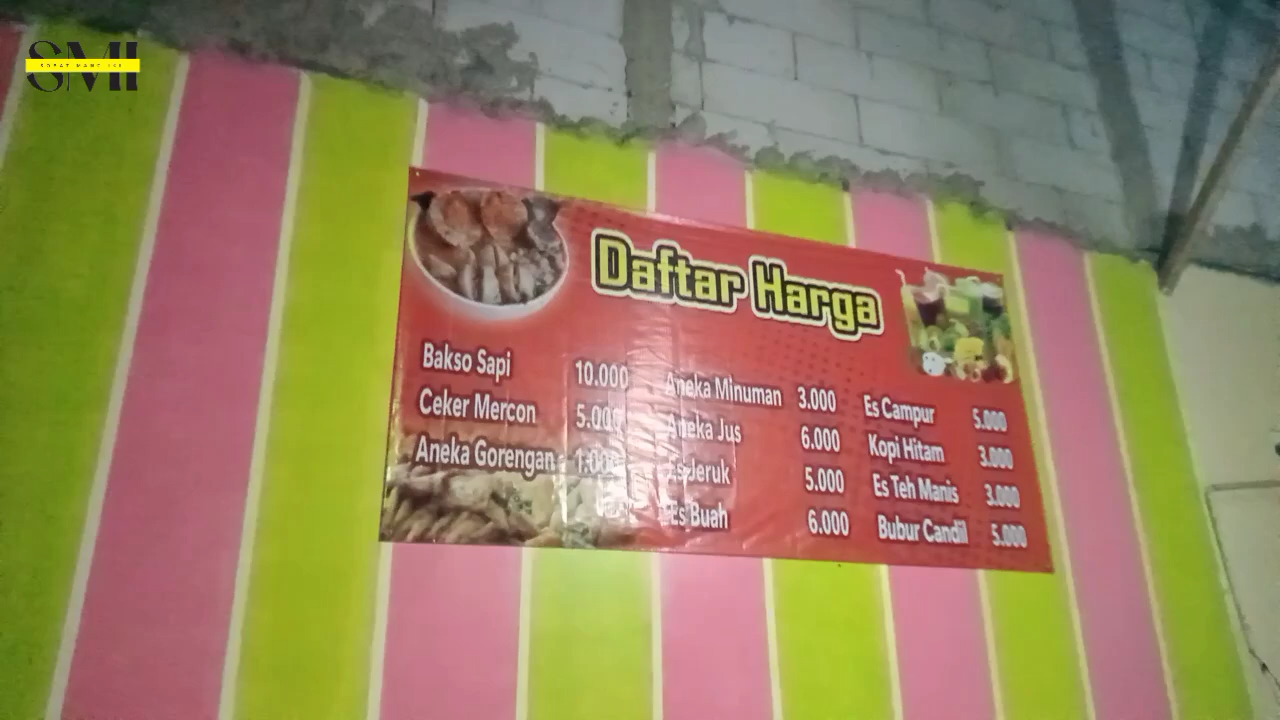 SMI
SOBAT MANCING
Daftar Harga
Bakso Sapi 10.000
Ceker Mercon 5.000
Aneka Gorengan 1.000
Aneka Minuman 3.000
Aneka Jus 6.000
Es Jeruk 5.000
Es Buah 6.000
Es Campur 5.000
Kopi Hitam 3.000
Es Teh Manis 3.000
Bubur Candil 5.000